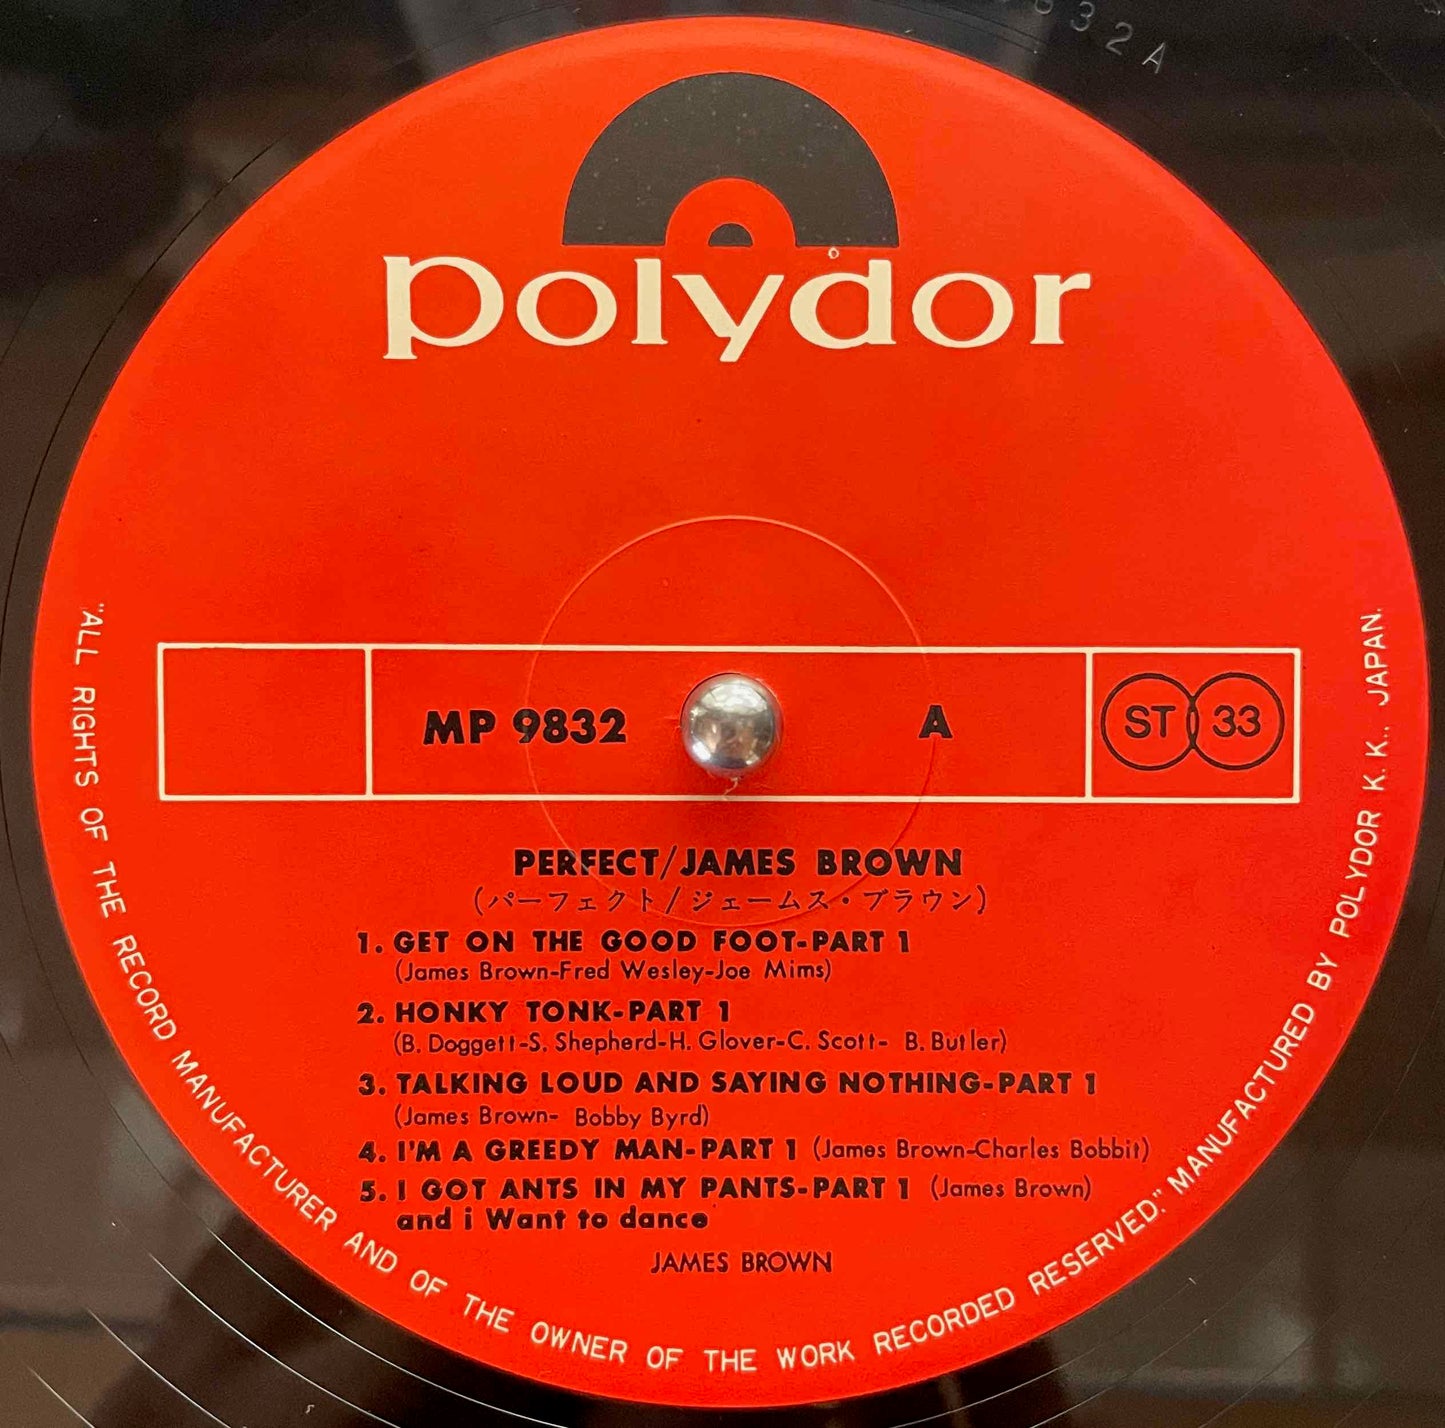 832A
polydor
MP 9832
A
ST 33
PERFECT/JAMES BROWN
(パーフェクト/ジェームス・ブラウン)
1. GET ON THE GOOD FOOT-PART 1
(James Brown-Fred Wesley-Joe Mims)
2. HONKY TONK-PART 1
(B. Doggett-S. Shepherd-H. Glover-C. Scott- B. Butler)
3. TALKING LOUD AND SAYING NOTHING-PART 1
(James Brown- Bobby Byrd)
4. I'M A GREEDY MAN-PART 1 (James Brown-Charles Bobbit)
5. I GOT ANTS IN MY PANTS-PART 1 (James Brown)
and i Want to dance
JAMES BROWN
"ALL RIGHTS OF THE RECORD MANUFACTURER AND OF THE OWNER OF THE WORK RECORDED RESERVED." MANUFACTURED BY POLYDOR K. K., JAPAN.